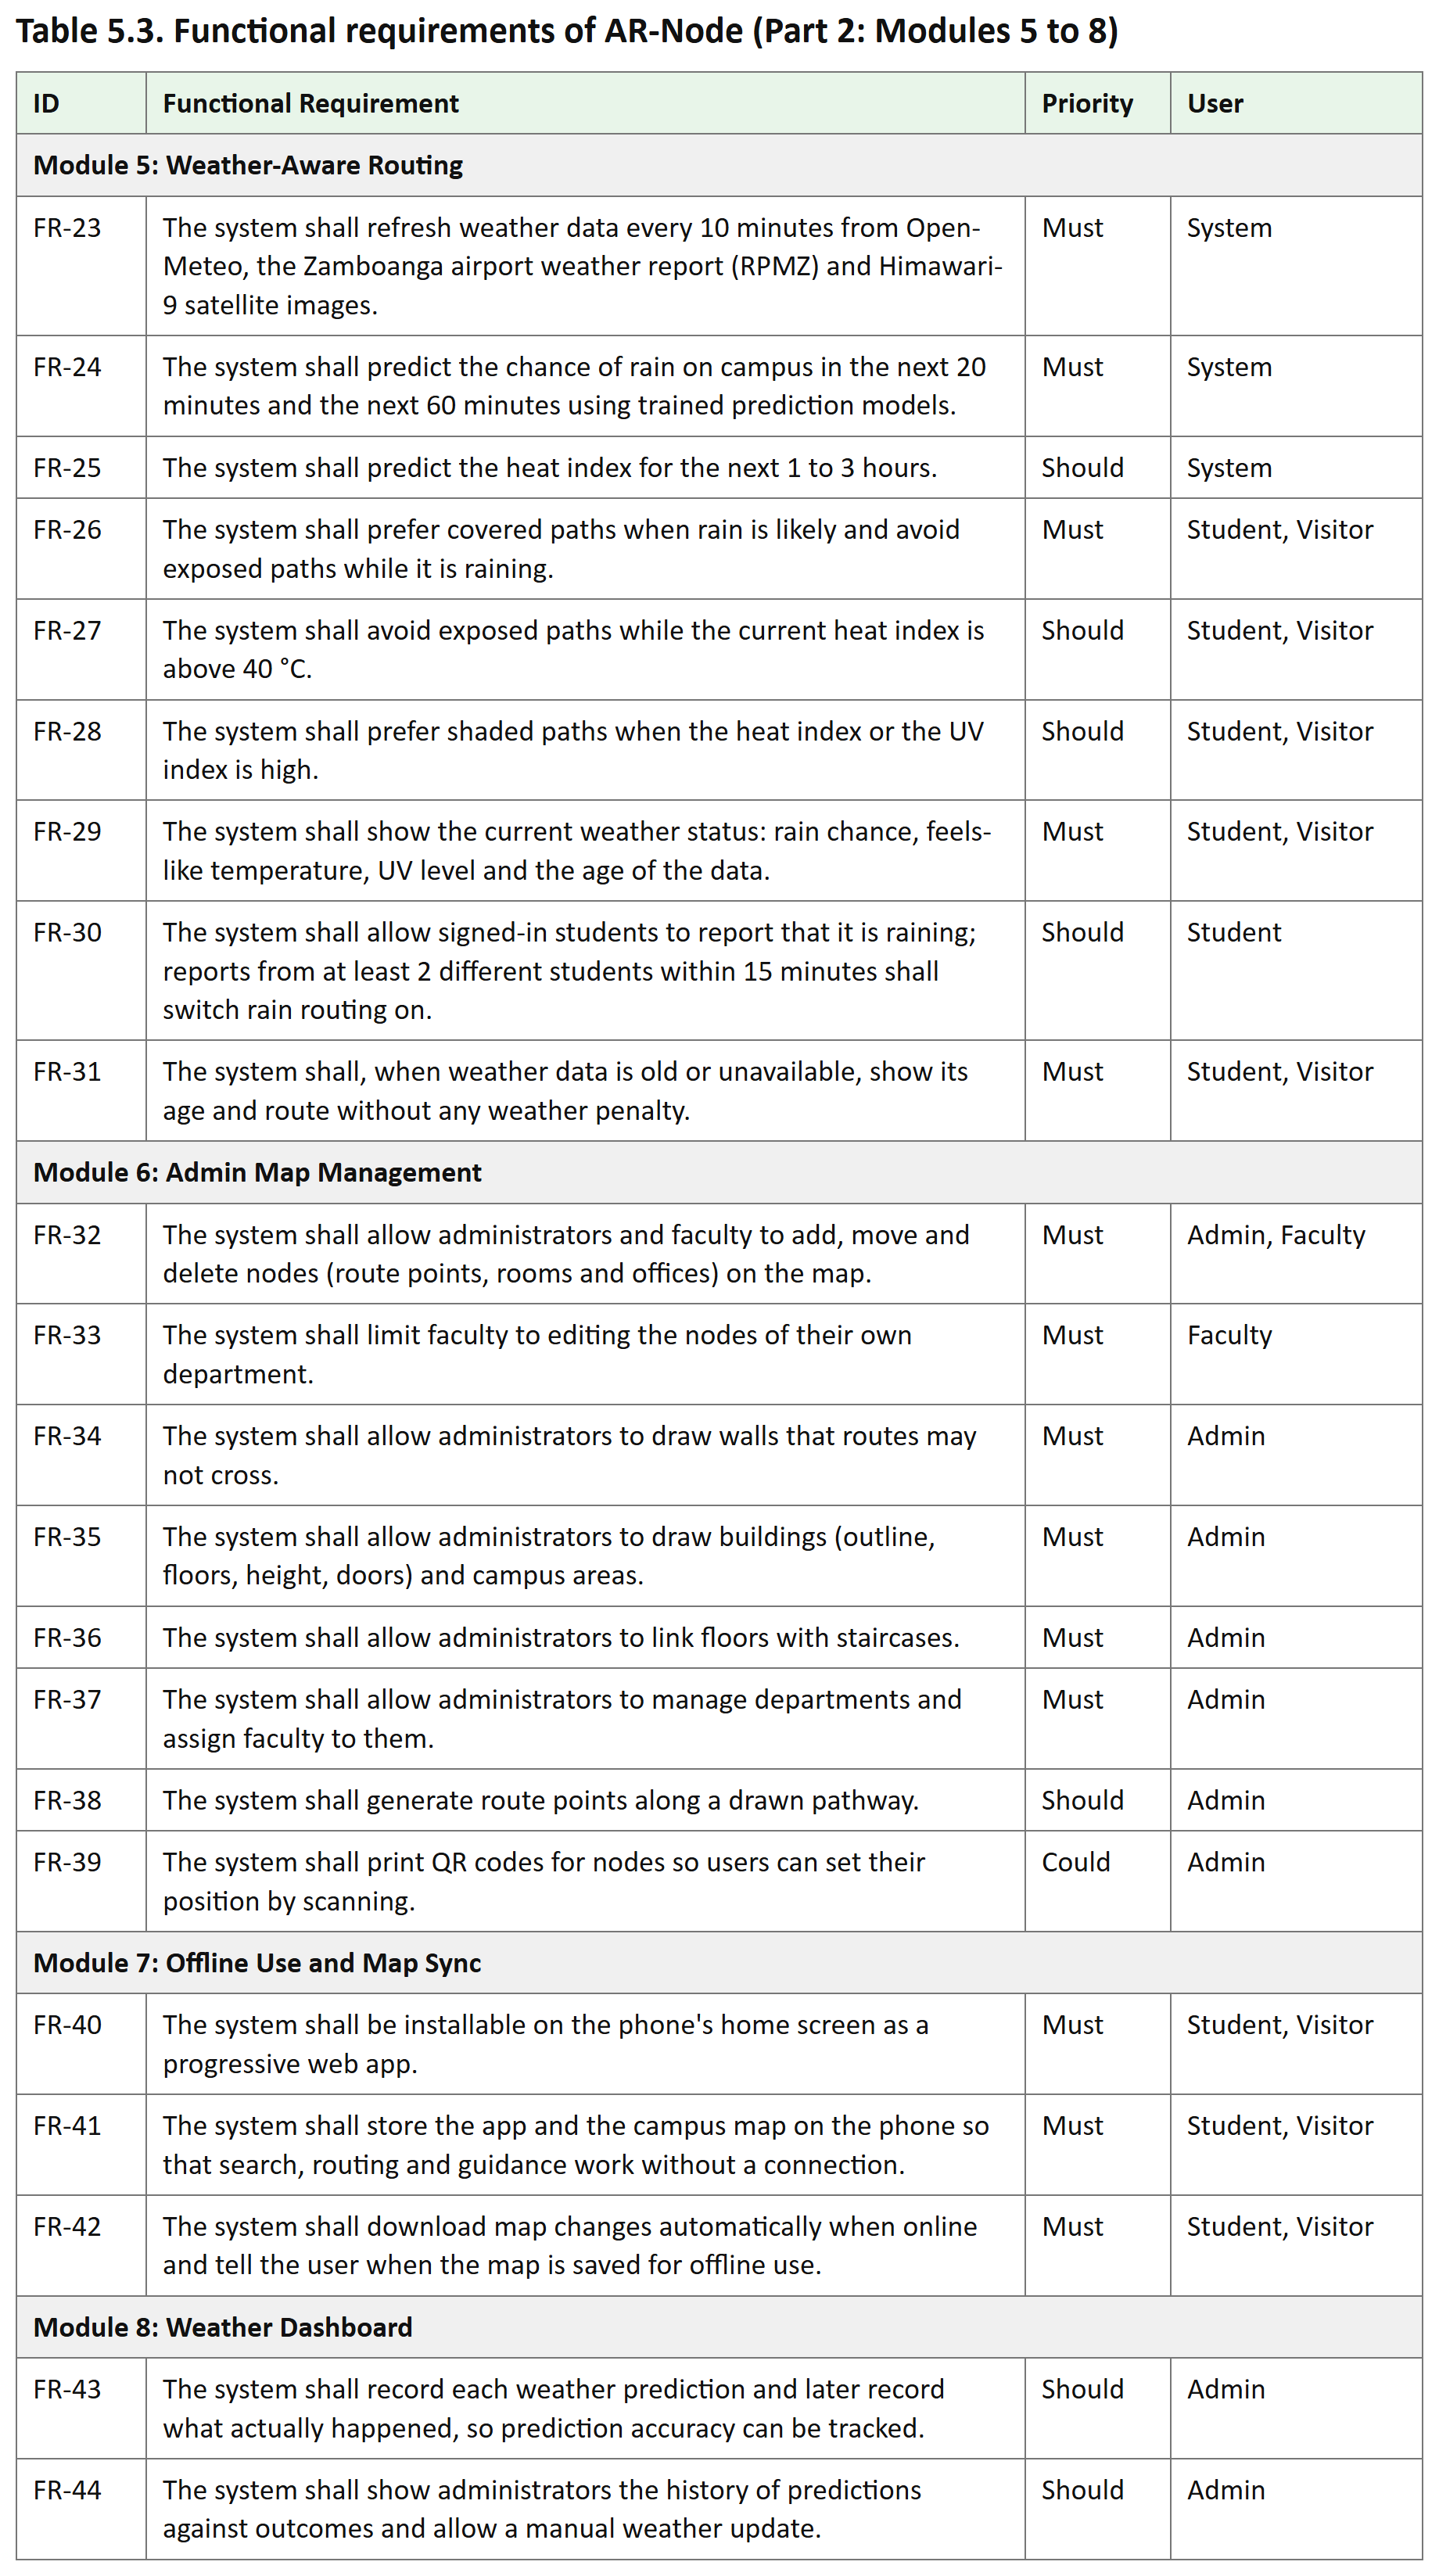 Table 5.3. Functional requirements of AR-Node (Part 2: Modules 5 to 8)
ID Functional Requirement Priority User
Module 5: Weather-Aware Routing
FR-23 The system shall refresh weather data every 10 minutes from Open- Must System
Meteo, the Zamboanga airport weather report (RPMZ) and Himawari-
9 satellite images.
FR-24 The system shall predict the chance of rain on campus in the next 20 Must System
minutes and the next 60 minutes using trained prediction models.
FR-25 The system shall predict the heat index for the next 1 to 3 hours. Should System
FR-26 The system shall prefer covered paths when rain is likely and avoid Must Student, Visitor
exposed paths while it is raining.
FR-27 The system shall avoid exposed paths while the current heat index is Should Student, Visitor
above 40 °C.
FR-28 The system shall prefer shaded paths when the heat index or the UV Should Student, Visitor
index is high.
FR-29 The system shall show the current weather status: rain chance, feels- Must Student, Visitor
like temperature, UV level and the age of the data.
FR-30 The system shall allow signed-in students to report that it is raining; Should Student
reports from at least 2 different students within 15 minutes shall
switch rain routing on.
FR-31 The system shall, when weather data is old or unavailable, show its Must Student, Visitor
age and route without any weather penalty.
Module 6: Admin Map Management
FR-32 The system shall allow administrators and faculty to add, move and Must Admin, Faculty
delete nodes (route points, rooms and offices) on the map.
FR-33 The system shall limit faculty to editing the nodes of their own Must Faculty
department.
FR-34 The system shall allow administrators to draw walls that routes may Must Admin
not cross.
FR-35 The system shall allow administrators to draw buildings (outline, Must Admin
floors, height, doors) and campus areas.
FR-36 The system shall allow administrators to link floors with staircases. Must Admin
FR-37 The system shall allow administrators to manage departments and Must Admin
assign faculty to them.
FR-38 The system shall generate route points along a drawn pathway. Should Admin
FR-39 The system shall print QR codes for nodes so users can set their Could Admin
position by scanning.
Module 7: Offline Use and Map Sync
FR-40 The system shall be installable on the phone's home screen as a Must Student, Visitor
progressive web app.
FR-41 The system shall store the app and the campus map on the phone so Must Student, Visitor
that search, routing and guidance work without a connection.
FR-42 The system shall download map changes automatically when online Must Student, Visitor
and tell the user when the map is saved for offline use.
Module 8: Weather Dashboard
FR-43 The system shall record each weather prediction and later record Should Admin
what actually happened, so prediction accuracy can be tracked.
FR-44 The system shall show administrators the history of predictions Should Admin
against outcomes and allow a manual weather update.